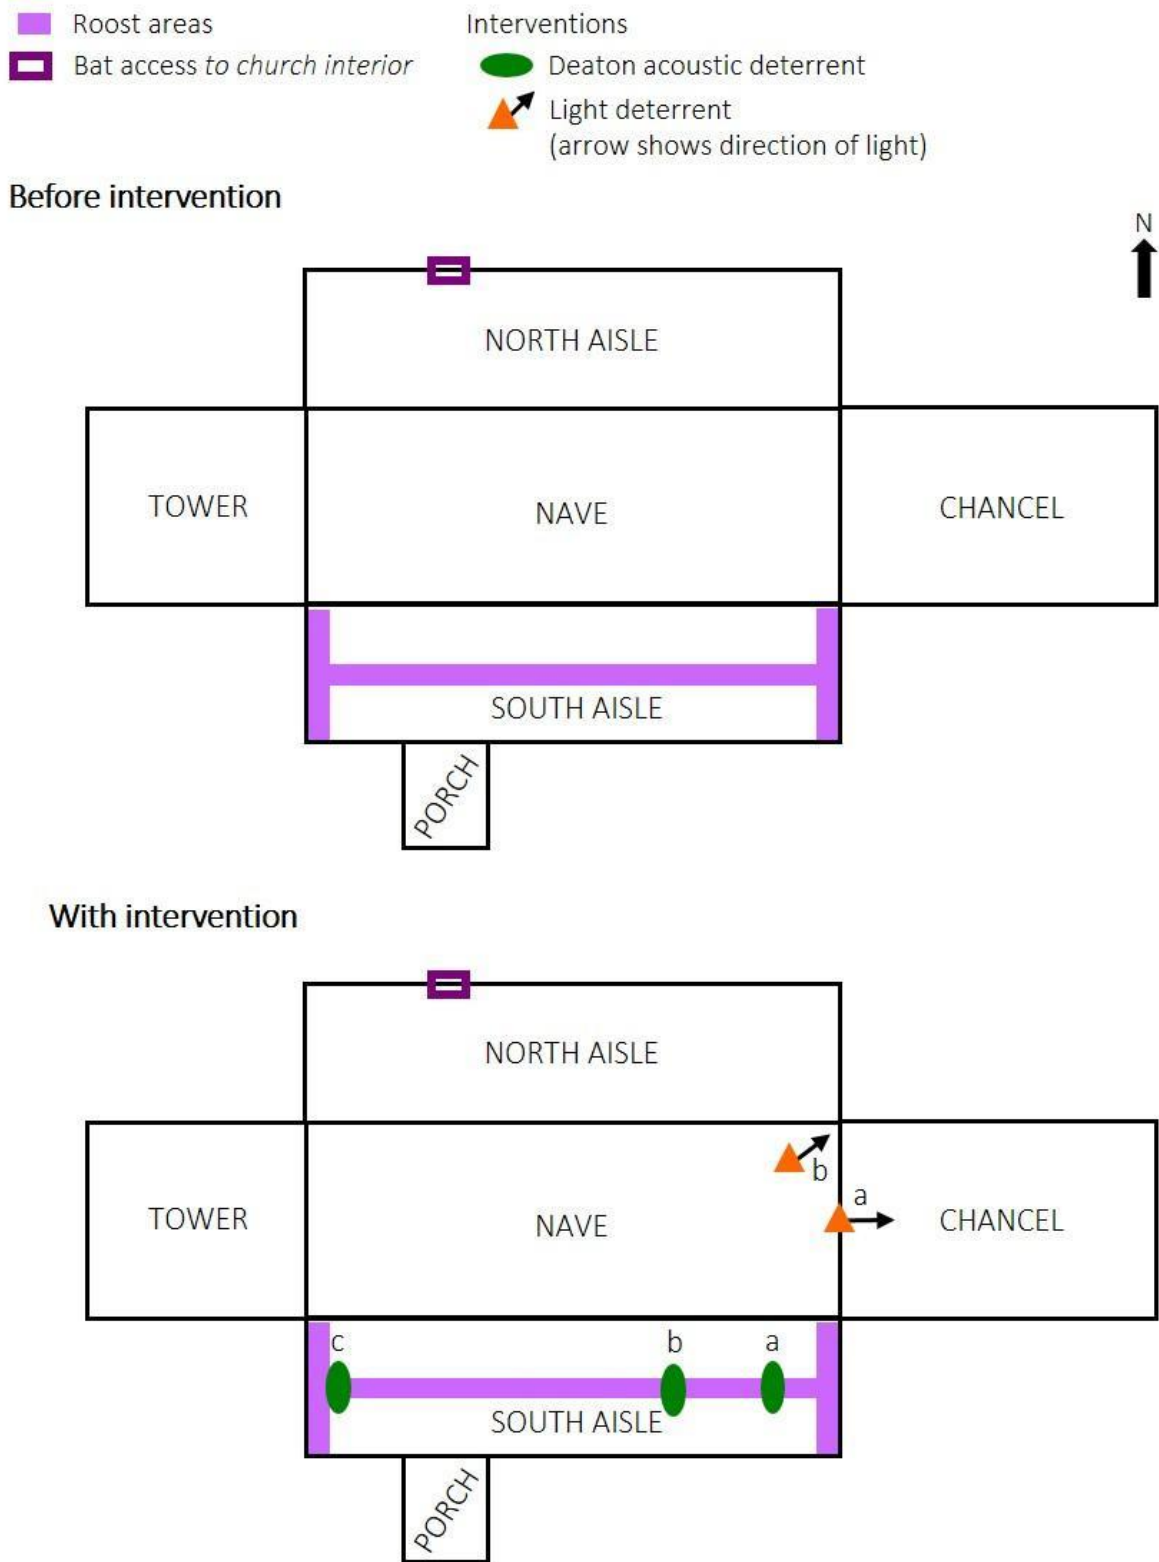 Roost areas
Bat access to church interior
Interventions
Deaton acoustic deterrent
Light deterrent
(arrow shows direction of light)
Before intervention
N
NORTH AISLE
TOWER
NAVE
CHANCEL
SOUTH AISLE
PORCH
With intervention
NORTH AISLE
b
a
TOWER
NAVE
CHANCEL
c
b
a
SOUTH AISLE
PORCH